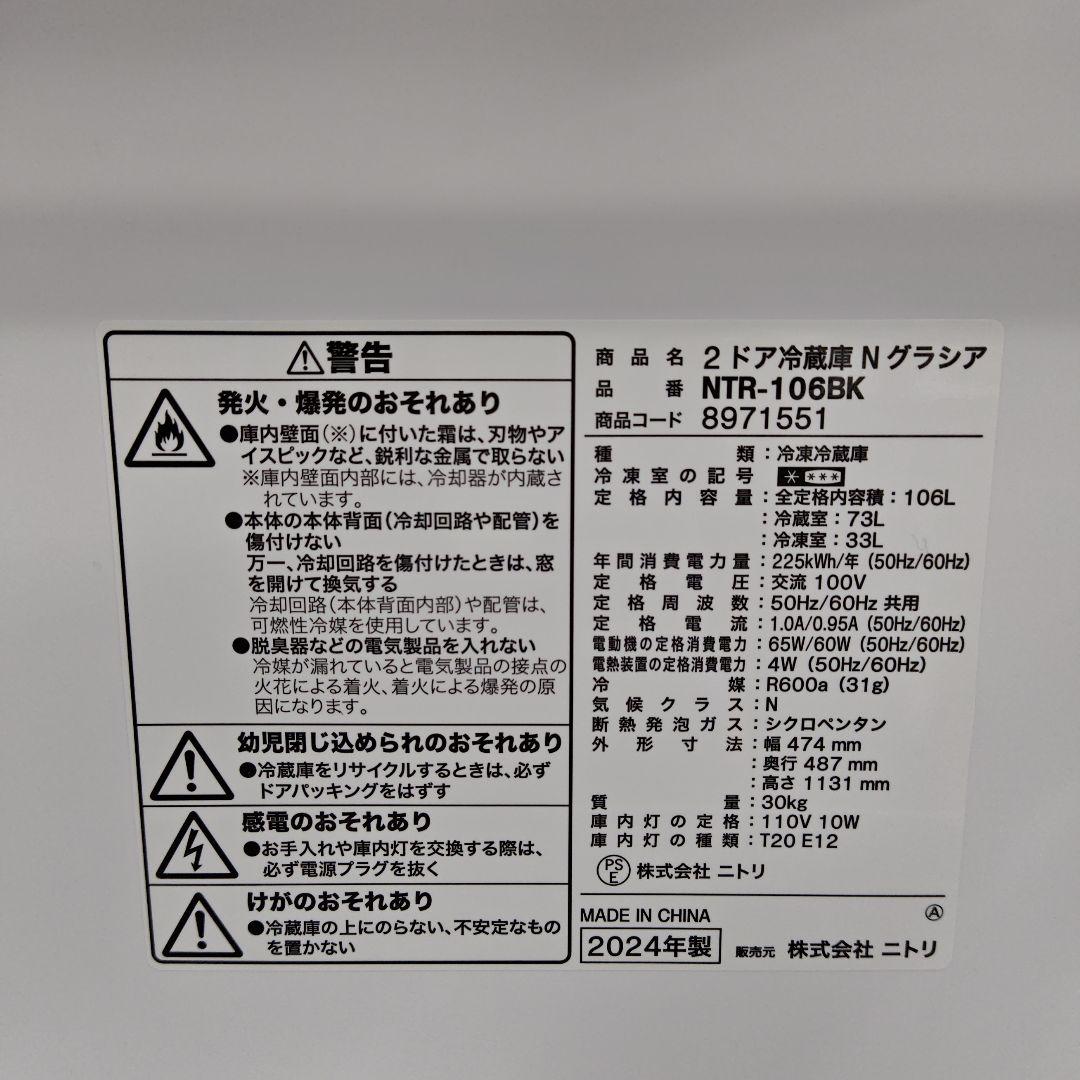 警告
発火・爆発のおそれあり
●庫内壁面(※)に付いた霜は、刃物やア
イスピックなど、鋭利な金属で取らない
※庫内壁面内部には、冷却器が内蔵さ
れています。
●本体の本体背面(冷却回路や配管)を
傷付けない
万一、冷却回路を傷付けたときは、窓
を開けて換気する
冷却回路(本体背面内部)や配管は、
可燃性冷媒を使用しています。
●脱臭器などの電気製品を入れない
冷媒が漏れていると電気製品の接点の
火花による着火、着火による爆発の原
因になります。
幼児閉じ込められのおそれあり
●冷蔵庫をリサイクルするときは、必ず
ドアパッキングをはずす
感電のおそれあり
●お手入れや庫内灯を交換する際は、
必ず電源プラグを抜く
けがのおそれあり
●冷蔵庫の上にのらない、不安定なもの
を置かない
商品名 2ドア冷蔵庫 N グラシア
品番 NTR-106BK
商品コード 8971551
種類:冷凍冷蔵庫
冷凍室の記号 * ***
定格内容量:全定格内容積:106L
:冷蔵室:73L
:冷凍室:33L
年間消費電力量:225kWh/年 (50Hz/60Hz)
定格電圧:交流 100V
定格周波数:50Hz/60Hz 共用
定格電流:1.0A/0.95A (50Hz/60Hz)
電動機の定格消費電力:65W/60W (50Hz/60Hz)
電熱装置の定格消費電力:4W (50Hz/60Hz)
冷媒:R600a (31g)
気候クラス:N
断熱発泡ガス:シクロペンタン
外形寸法:幅 474 mm
:奥行 487 mm
:高さ 1131 mm
質量:30kg
庫内灯の定格:110V 10W
庫内灯の種類:T20 E12
PSE 株式会社 ニトリ
MADE IN CHINA Ⓐ
2024年製 販売元 株式会社 ニトリ